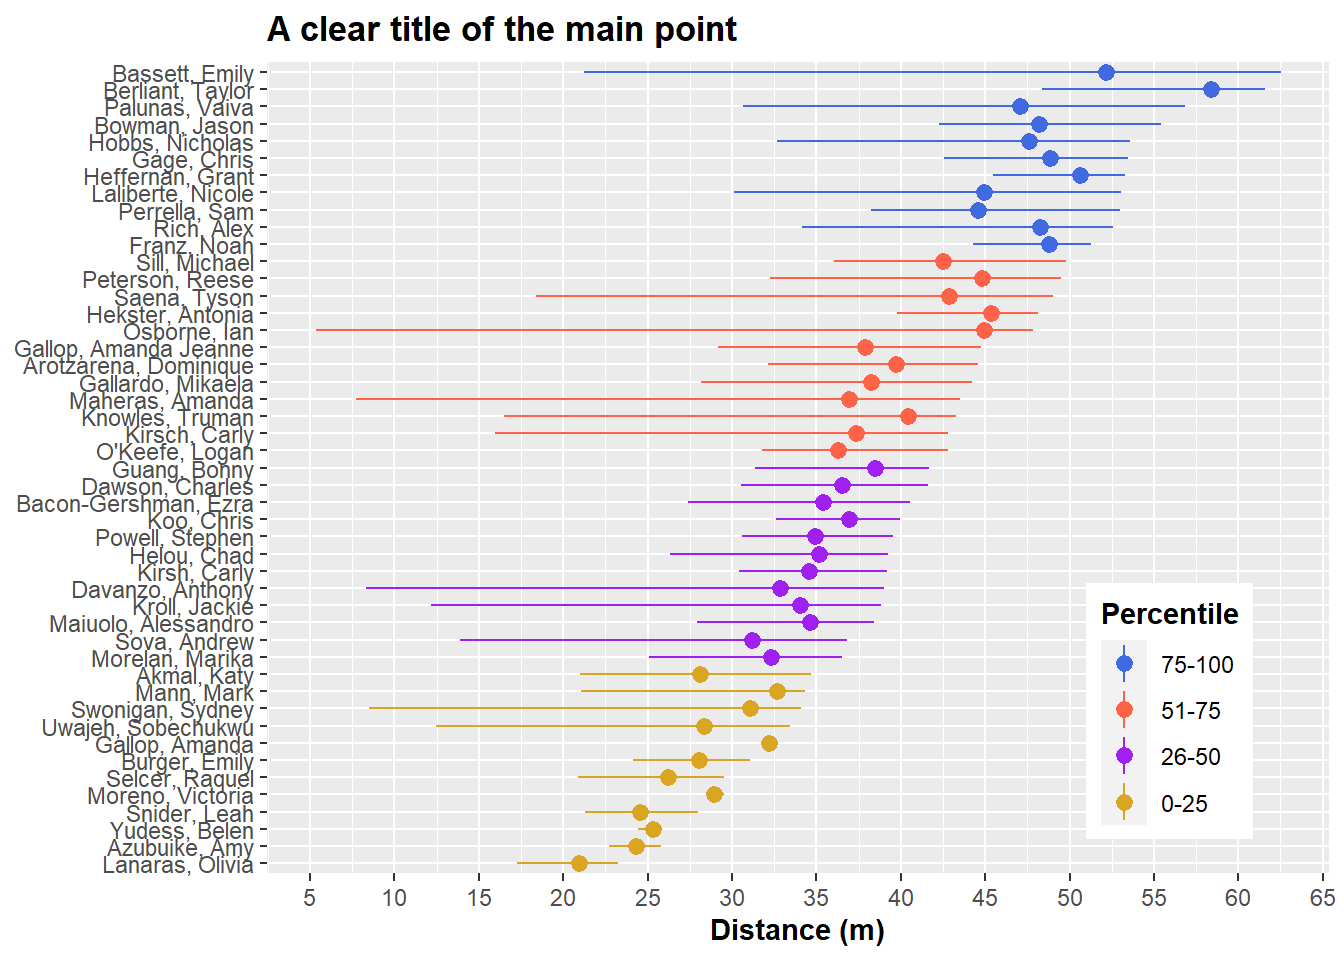 A clear title of the main point
Bassett, Emily
Berliant, Taylor
Palunas, Vaiva
Bowman, Jason
Hobbs, Nicholas
Gage, Chris
Heffernan, Grant
Laliberte, Nicole
Perrella, Sam
Rich, Alex
Franz, Noah
Sill, Michael
Peterson, Reese
Saena, Tyson
Hekster, Antonia
Osborne, Ian
Gallop, Amanda Jeanne
Arotzarena, Dominique
Gallardo, Mikaela
Maheras, Amanda
Knowles, Truman
Kirsch, Carly
O'Keefe, Logan
Guang, Bonny
Dawson, Charles
Bacon-Gershman, Ezra
Koo, Chris
Powell, Stephen
Helou, Chad
Kirsh, Carly
Davanzo, Anthony
Kroll, Jackie
Maiuolo, Alessandro
Sova, Andrew
Morelan, Marika
Akmal, Katy
Mann, Mark
Swonigan, Sydney
Uwajeh, Sobechukwu
Gallop, Amanda
Burger, Emily
Selcer, Raquel
Moreno, Victoria
Snider, Leah
Yudess, Belen
Azubuike, Amy
Lanaras, Olivia
Percentile
75-100
51-75
26-50
0-25
5 10 15 20 25 30 35 40 45 50 55 60 65
Distance (m)